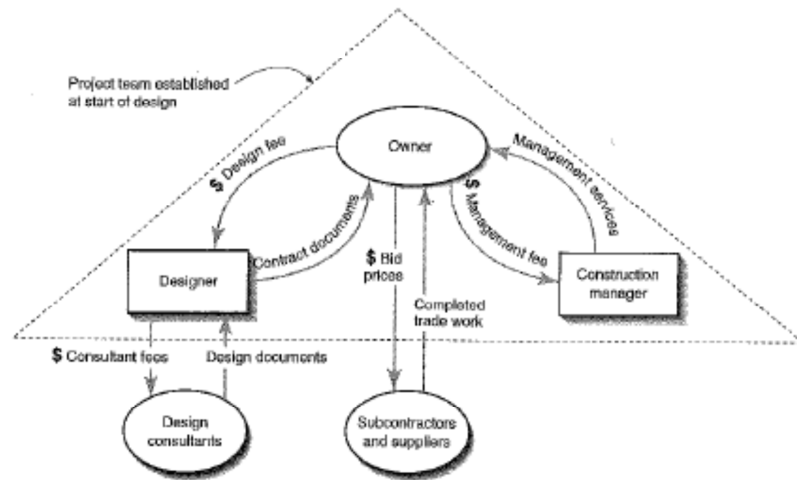 Project team established
at start of design
Owner
$ Design fee
Contract documents
Management services
$ Management fee
Designer
$ Bid
prices
Completed
trade work
Construction
manager
$ Consultant fees
Design documents
Design
consultants
Subcontractors
and suppliers